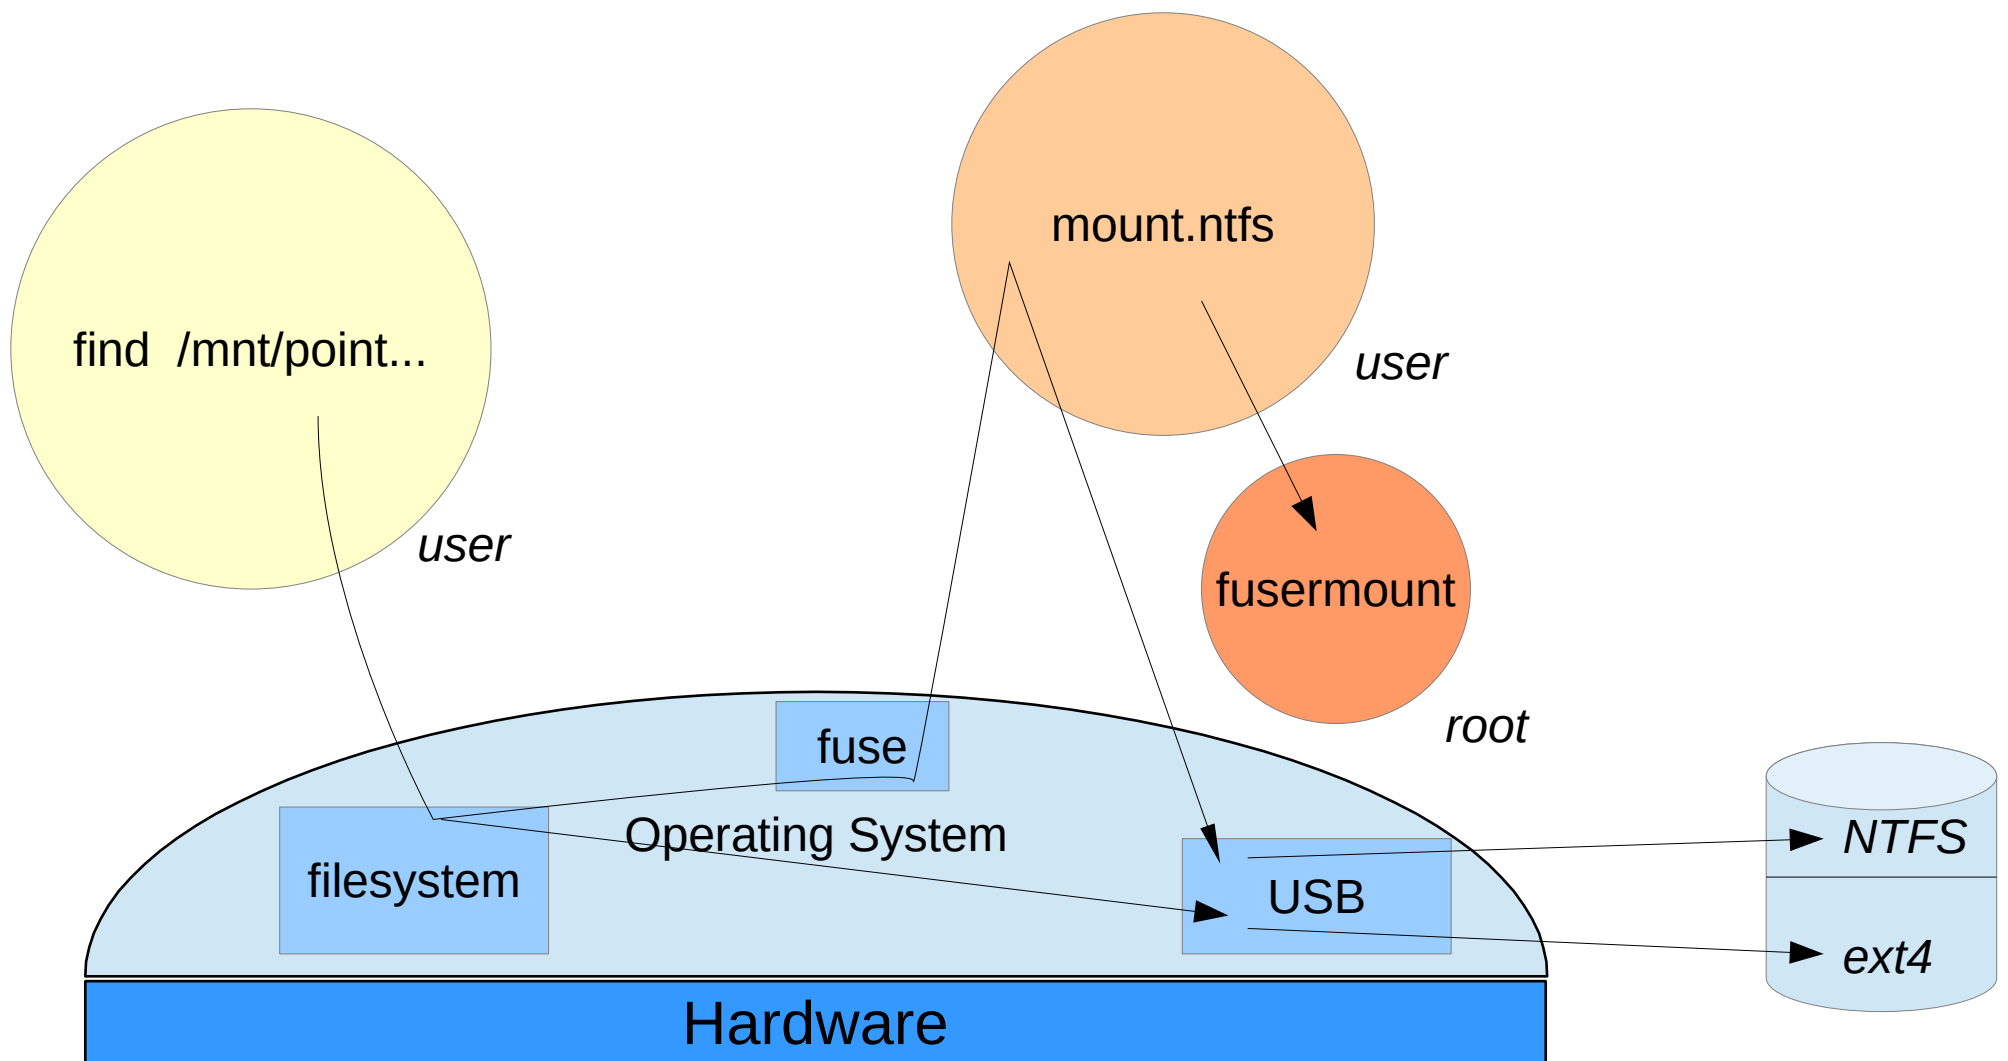 mount.ntfs
find  /mnt/point...
user
user
fusermount
root
fuse
Operating System
filesystem
USB
NTFS
ext4
Hardware